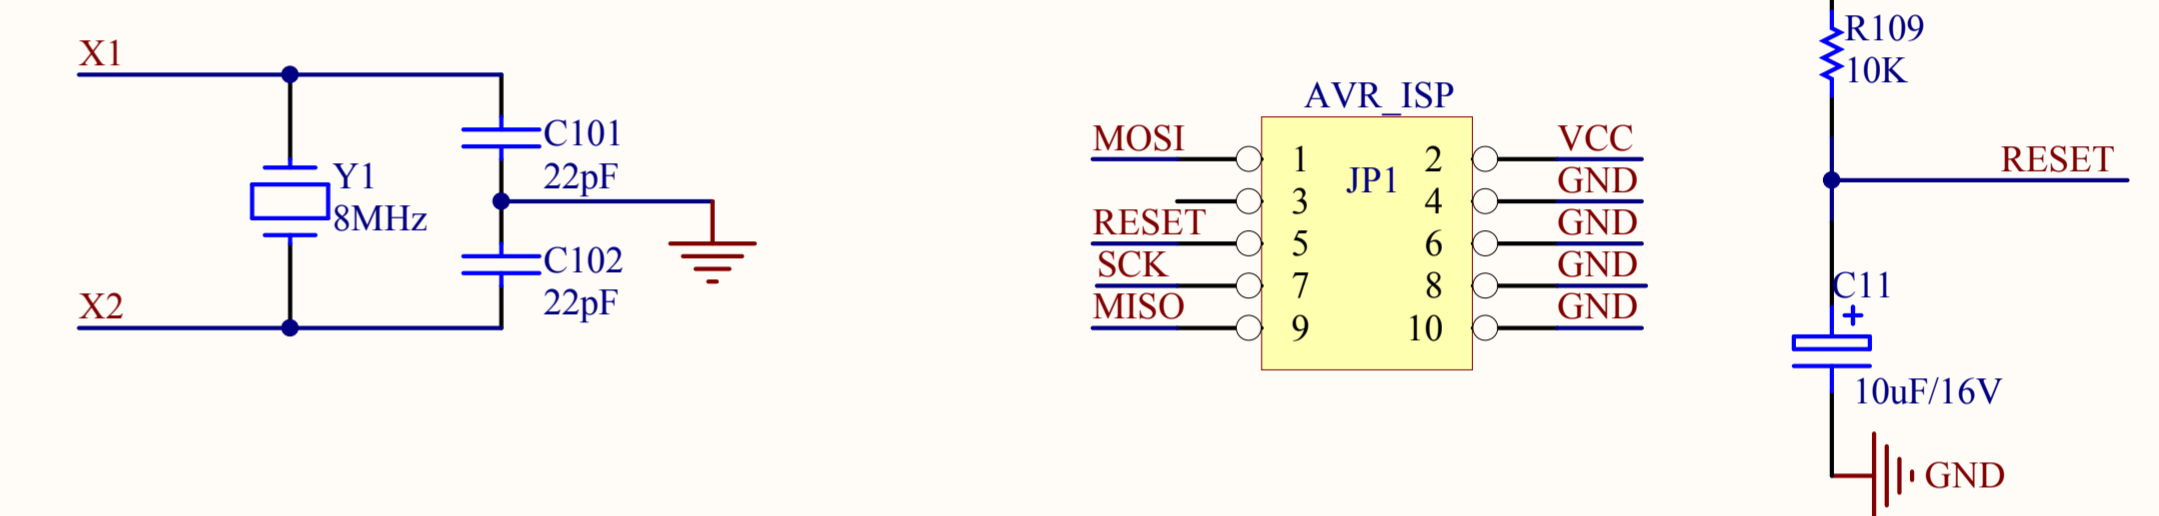 X1
C101
22pF
Y1
8MHz
C102
22pF
X2
AVR_ISP
JP1
MOSI 1 2 VCC
3 4 GND
RESET 5 6 GND
SCK 7 8 GND
MISO 9 10 GND
R109
10K
RESET
C11
+
10uF/16V
GND